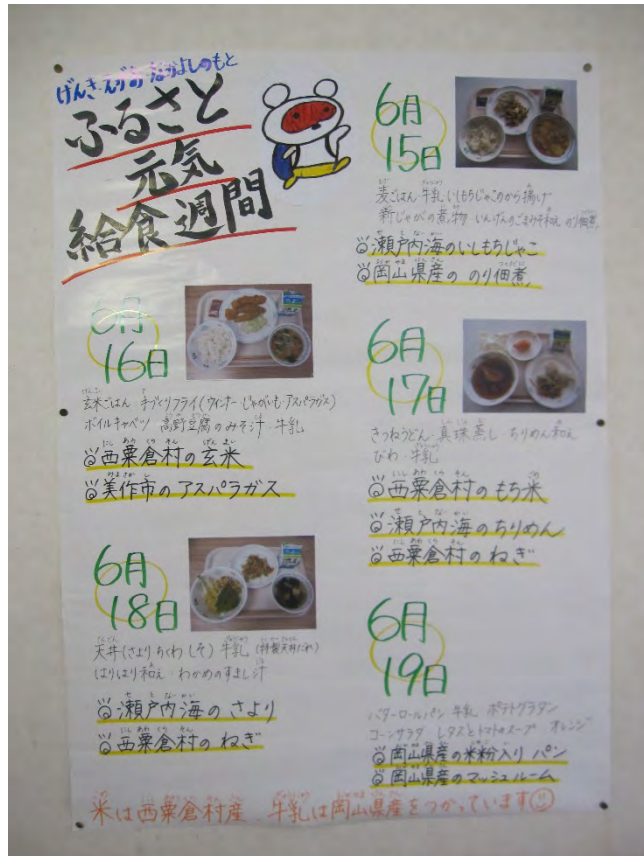 げんき・えがお・なかよしのもと
ふるさと
元気
給食週間
6月
15日
麦ごはん 牛乳 いしもちじゃこのから揚げ
新じゃがの煮物 いんげんのごまみそ和え のり佃煮
瀬戸内海のいしもちじゃこ
岡山県産の のり佃煮
6月
16日
玄米ごはん・手づくりフライ(ウインナー・じゃがいも・アスパラガス)
ボイルキャベツ 高野豆腐のみそ汁・牛乳
西粟倉村の玄米
美作市のアスパラガス
6月
17日
きつねうどん・真珠蒸し・ちりめん和え
びわ・牛乳
西粟倉村のもち米
瀬戸内海のちりめん
西粟倉村のねぎ
6月
18日
天丼(さより ちくわ しそ) 牛乳 (特製天丼だれ)
はりはり和え・わかめのすまし汁
瀬戸内海の さより
西粟倉村の ねぎ
6月
19日
バターロールパン 牛乳 ポテトグラタン
コーンサラダ レタスとトマトのスープ オレンジ
岡山県産の米粉入り パン
岡山県産のマッシュルーム
米は西粟倉村産、牛乳は岡山県産をつかっています